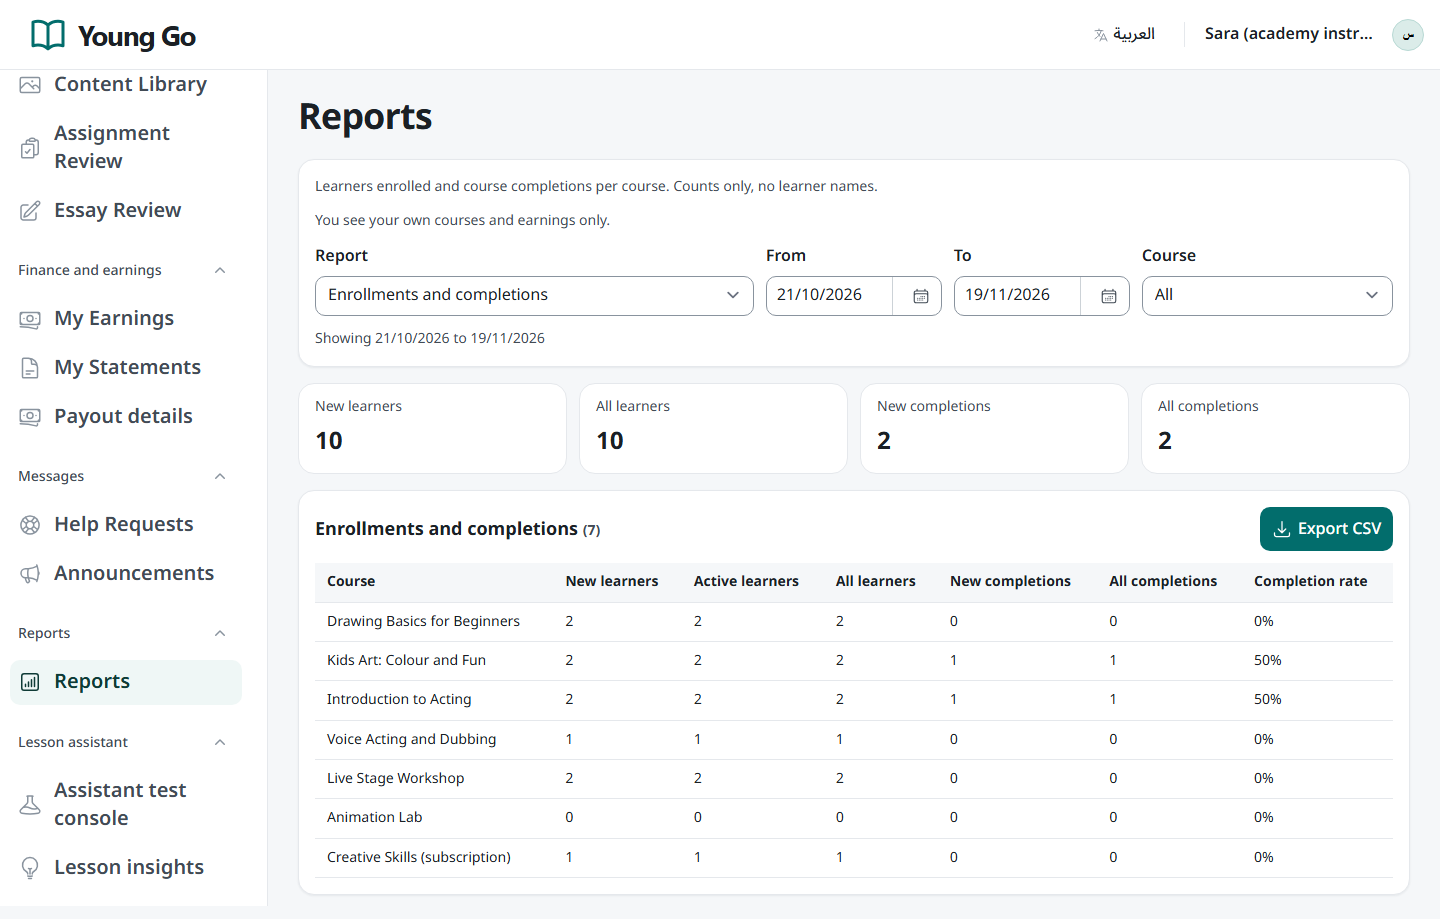 Young Go
العربية
Sara (academy instr...
س
Content Library
Assignment
Review
Essay Review
Finance and earnings
My Earnings
My Statements
Payout details
Messages
Help Requests
Announcements
Reports
Reports
Lesson assistant
Assistant test
console
Lesson insights
Reports
Learners enrolled and course completions per course. Counts only, no learner names.
You see your own courses and earnings only.
Report From To Course
Enrollments and completions 21/10/2026 19/11/2026 All
Showing 21/10/2026 to 19/11/2026
New learners All learners New completions All completions
10 10 2 2
Enrollments and completions (7) Export CSV
Course New learners Active learners All learners New completions All completions Completion rate
Drawing Basics for Beginners 2 2 2 0 0 0%
Kids Art: Colour and Fun 2 2 2 1 1 50%
Introduction to Acting 2 2 2 1 1 50%
Voice Acting and Dubbing 1 1 1 0 0 0%
Live Stage Workshop 2 2 2 0 0 0%
Animation Lab 0 0 0 0 0 0%
Creative Skills (subscription) 1 1 1 0 0 0%